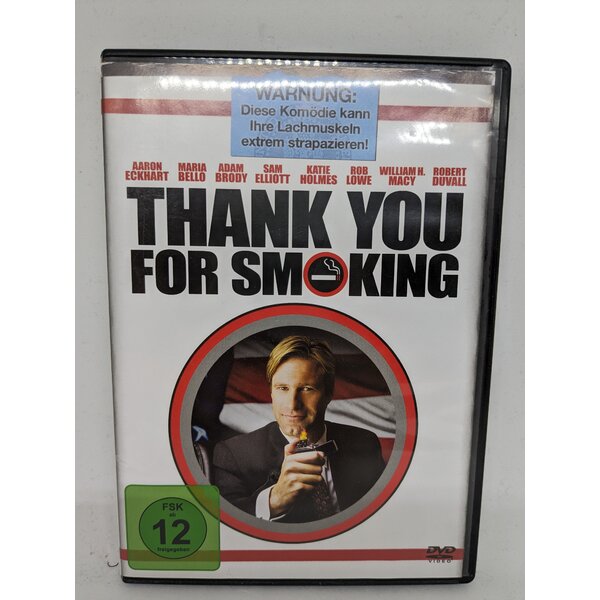 WARNUNG:
Diese Komödie kann
Ihre Lachmuskeln
extrem strapazieren!
AARON ECKHART MARIA BELLO ADAM BRODY SAM ELLIOTT KATIE HOLMES ROB LOWE WILLIAM H. MACY ROBERT DUVALL
THANK YOU
FOR SMOKING
FSK
ab
12
freigegeben
DVD
VIDEO